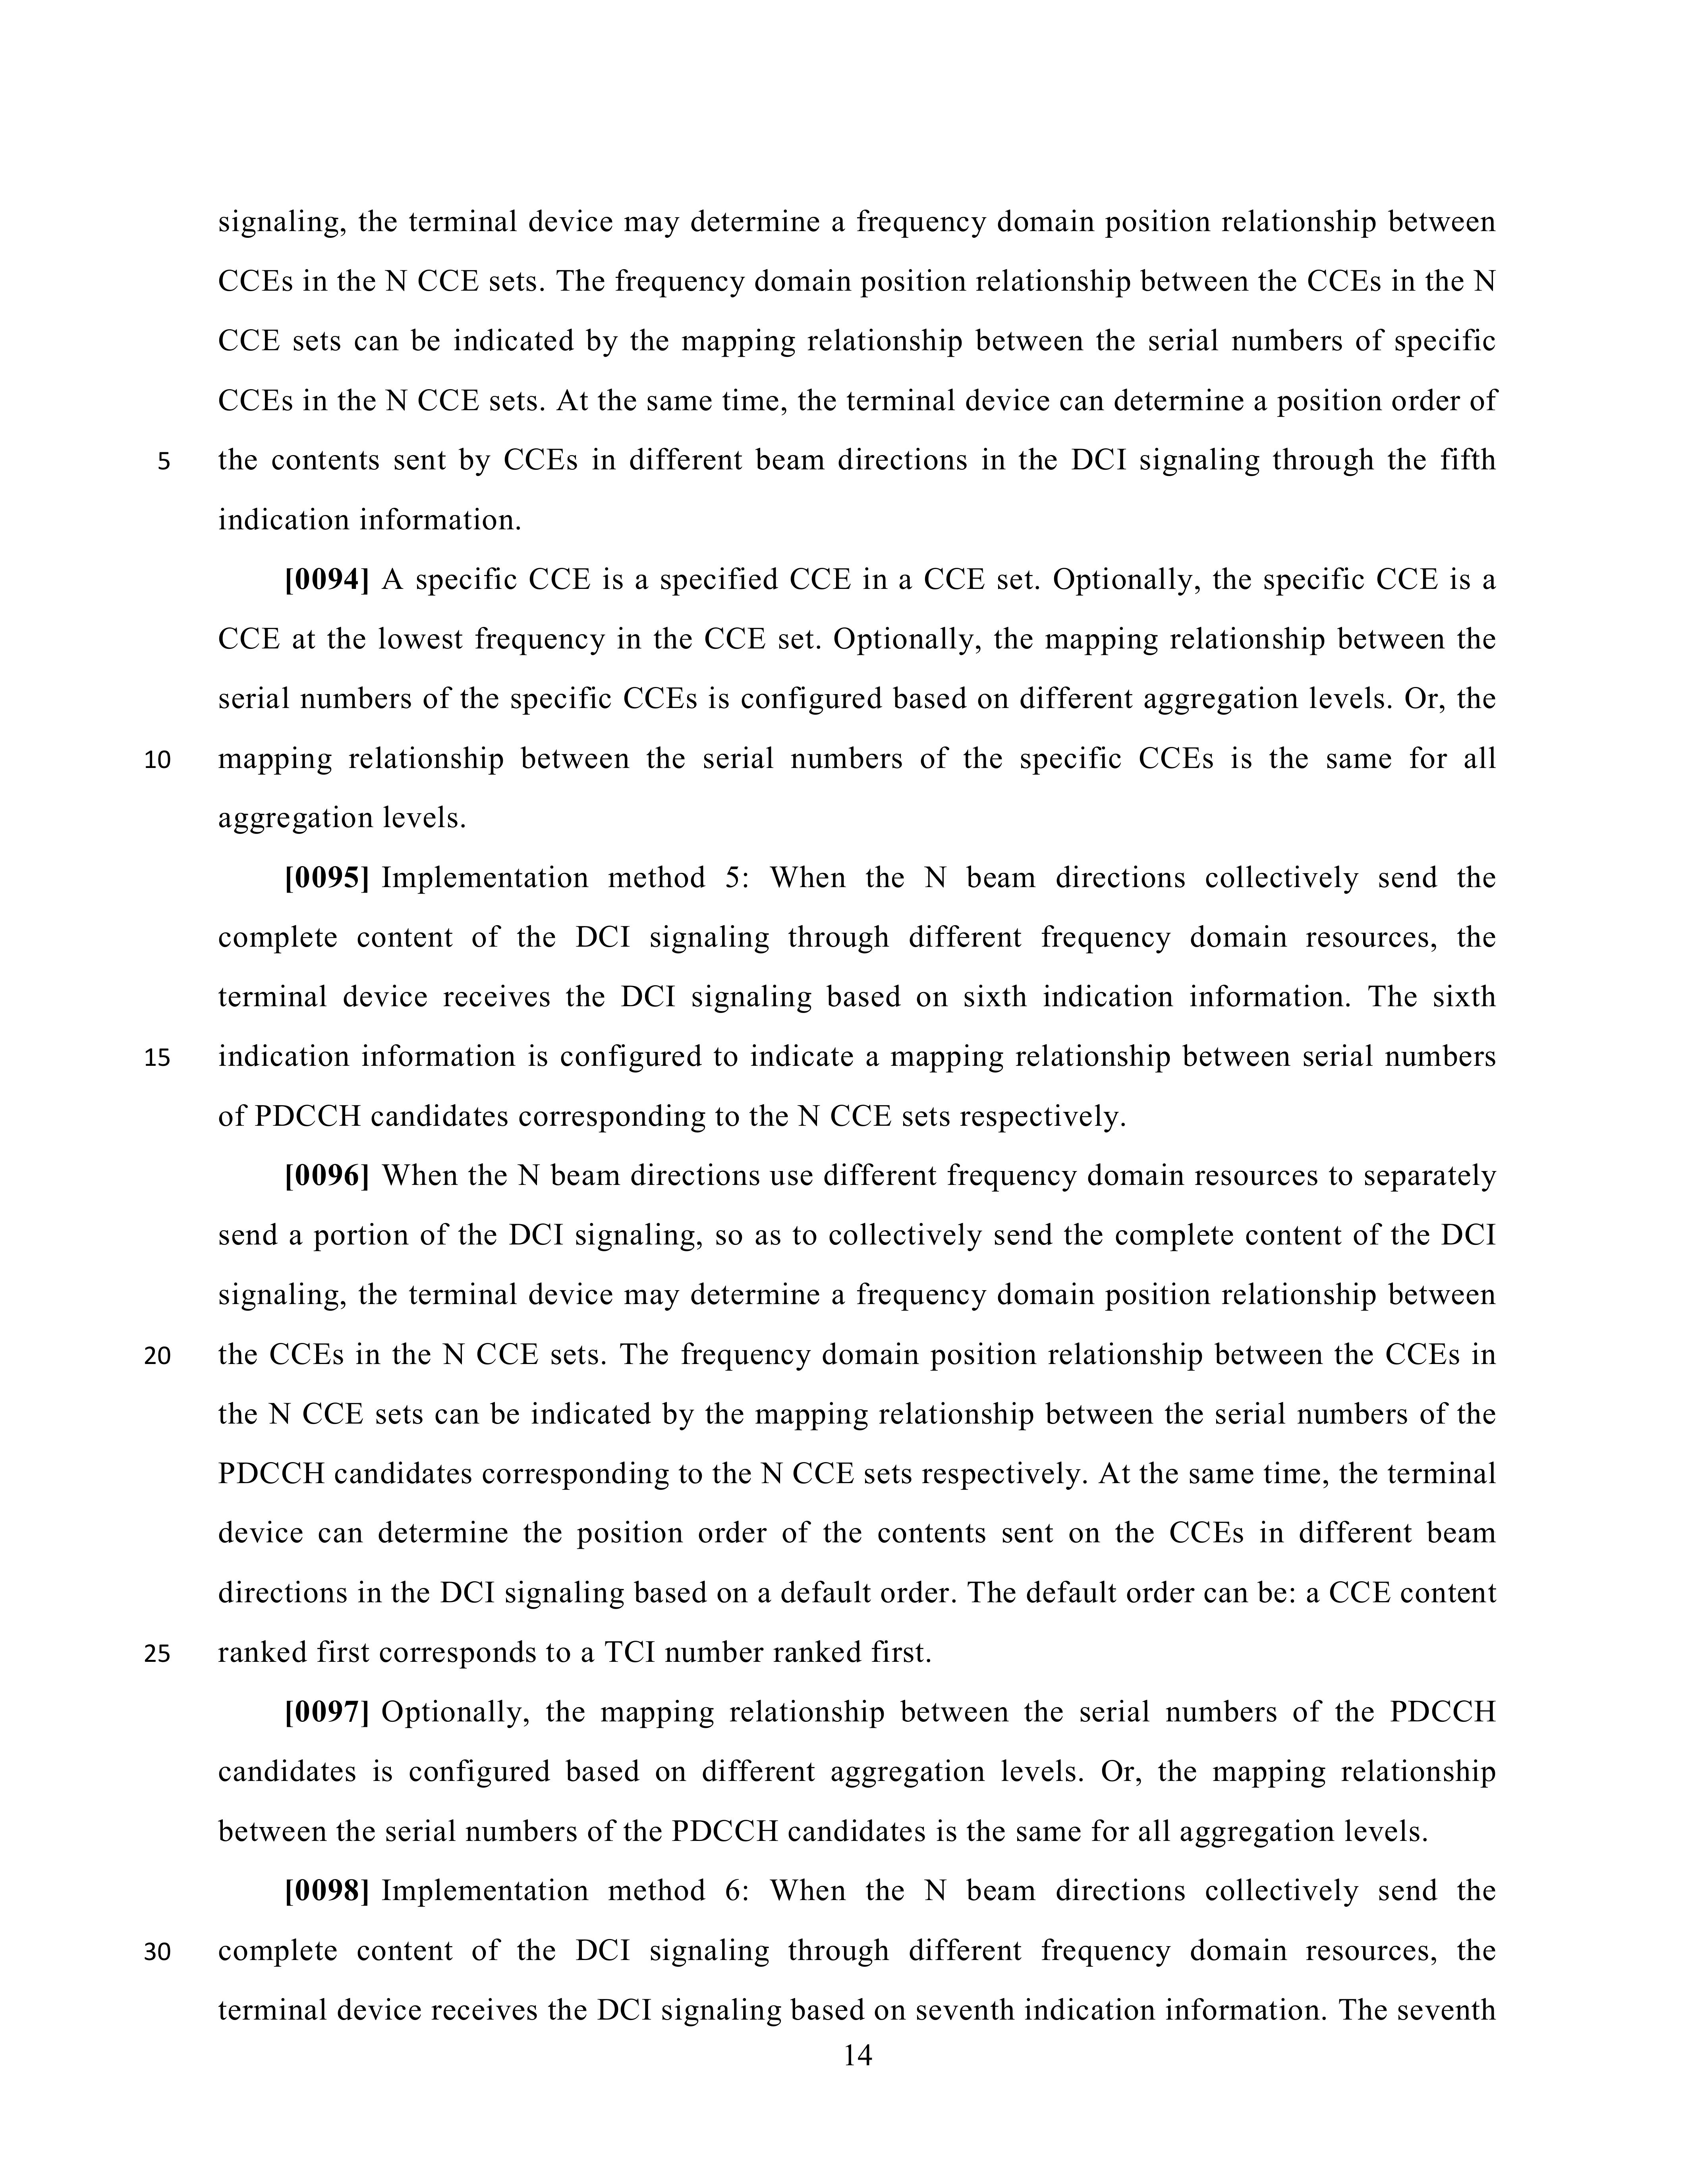 signaling, the terminal device may determine a frequency domain position relationship between
CCEs in the N CCE sets. The frequency domain position relationship between the CCEs in the N
CCE sets can be indicated by the mapping relationship between the serial numbers of specific
CCEs in the N CCE sets. At the same time, the terminal device can determine a position order of
5 the contents sent by CCEs in different beam directions in the DCI signaling through the fifth
indication information.
[0094] A specific CCE is a specified CCE in a CCE set. Optionally, the specific CCE is a
CCE at the lowest frequency in the CCE set. Optionally, the mapping relationship between the
serial numbers of the specific CCEs is configured based on different aggregation levels. Or, the
10 mapping relationship between the serial numbers of the specific CCEs is the same for all
aggregation levels.
[0095] Implementation method 5: When the N beam directions collectively send the
complete content of the DCI signaling through different frequency domain resources, the
terminal device receives the DCI signaling based on sixth indication information. The sixth
15 indication information is configured to indicate a mapping relationship between serial numbers
of PDCCH candidates corresponding to the N CCE sets respectively.
[0096] When the N beam directions use different frequency domain resources to separately
send a portion of the DCI signaling, so as to collectively send the complete content of the DCI
signaling, the terminal device may determine a frequency domain position relationship between
20 the CCEs in the N CCE sets. The frequency domain position relationship between the CCEs in
the N CCE sets can be indicated by the mapping relationship between the serial numbers of the
PDCCH candidates corresponding to the N CCE sets respectively. At the same time, the terminal
device can determine the position order of the contents sent on the CCEs in different beam
directions in the DCI signaling based on a default order. The default order can be: a CCE content
25 ranked first corresponds to a TCI number ranked first.
[0097] Optionally, the mapping relationship between the serial numbers of the PDCCH
candidates is configured based on different aggregation levels. Or, the mapping relationship
between the serial numbers of the PDCCH candidates is the same for all aggregation levels.
[0098] Implementation method 6: When the N beam directions collectively send the
30 complete content of the DCI signaling through different frequency domain resources, the
terminal device receives the DCI signaling based on seventh indication information. The seventh
14